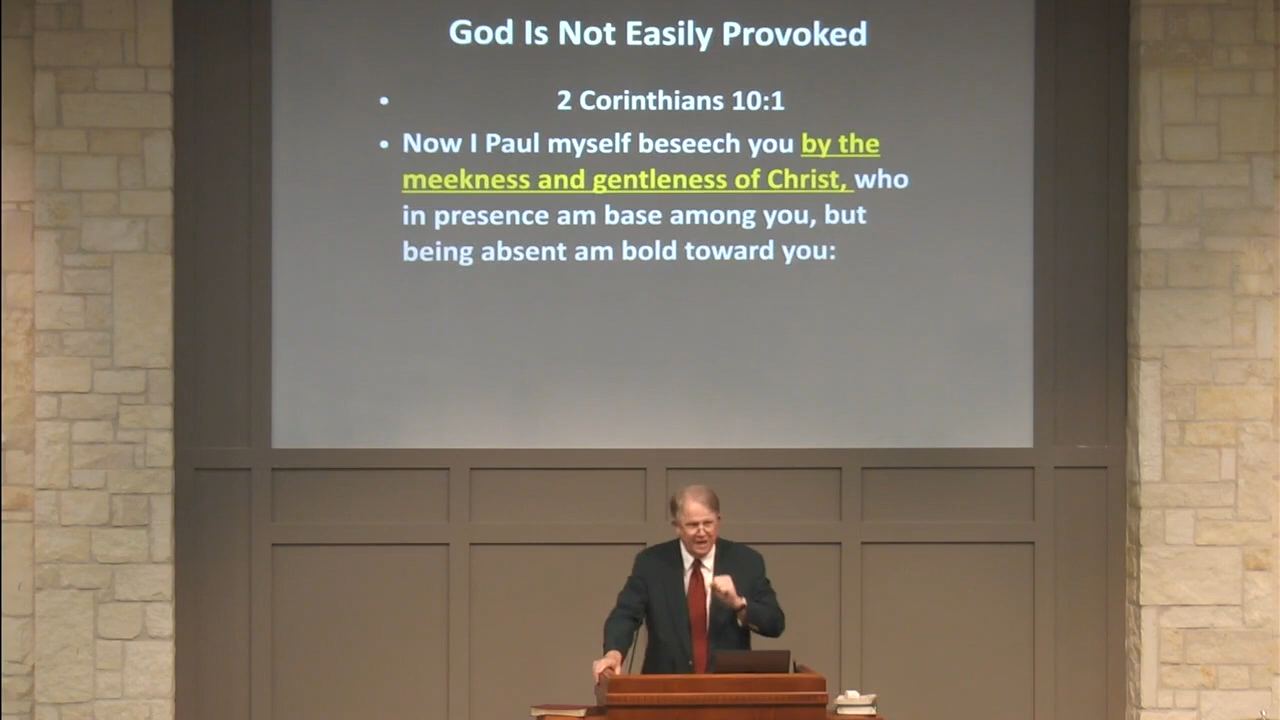 God Is Not Easily Provoked
• 2 Corinthians 10:1
• Now I Paul myself beseech you by the
meekness and gentleness of Christ, who
in presence am base among you, but
being absent am bold toward you: